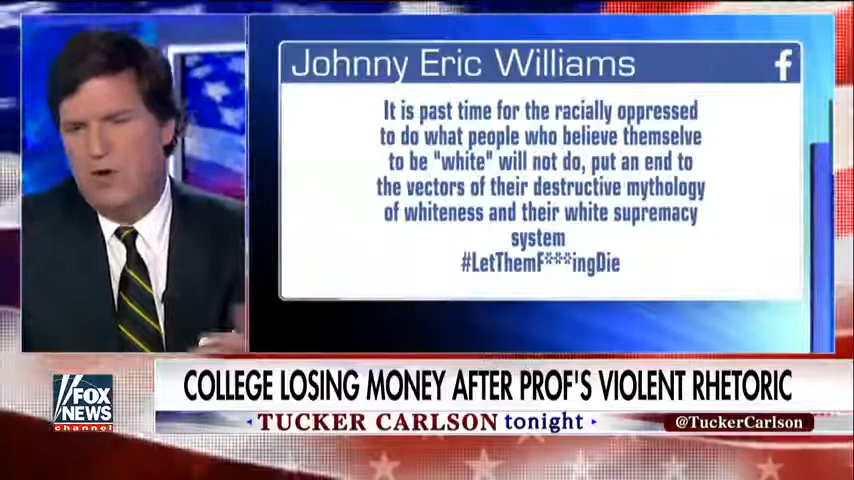 Johnny Eric Williams
f
It is past time for the racially oppressed
to do what people who believe themselve
to be "white" will not do, put an end to
the vectors of their destructive mythology
of whiteness and their white supremacy
system
#LetThemF***ingDie
COLLEGE LOSING MONEY AFTER PROF'S VIOLENT RHETORIC
FOX
NEWS
channel
TUCKER CARLSON tonight
@TuckerCarlson